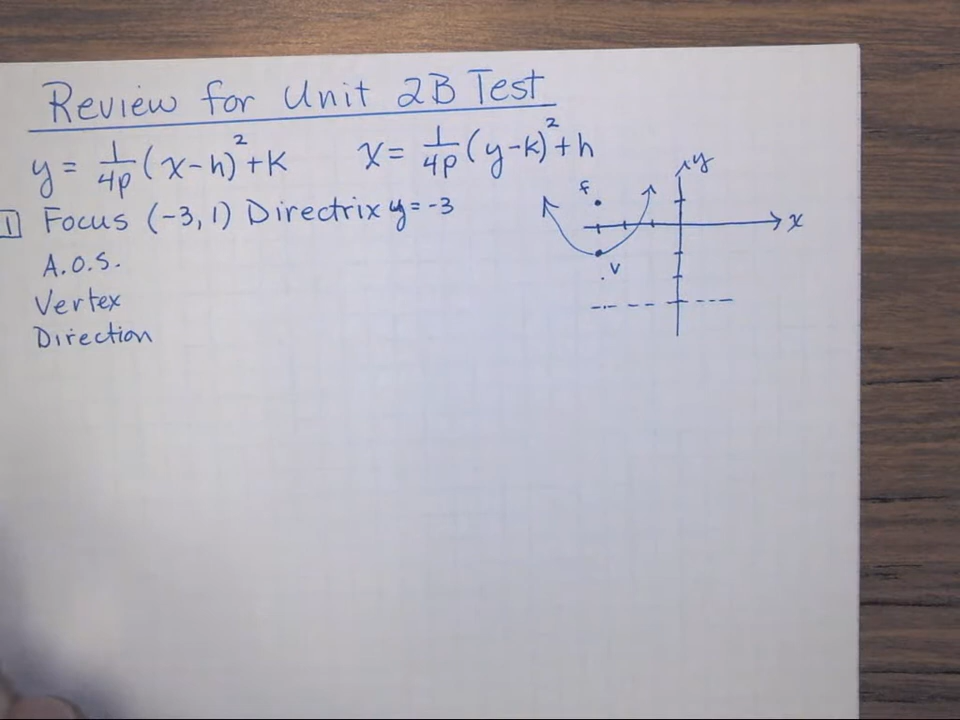 Review for Unit 2B Test
y = 1/4p (x-h)² + K   x = 1/4p (y-k)² + h
1 Focus (-3, 1) Directrix y = -3
A.O.S.
Vertex
Direction
y
f
x
v